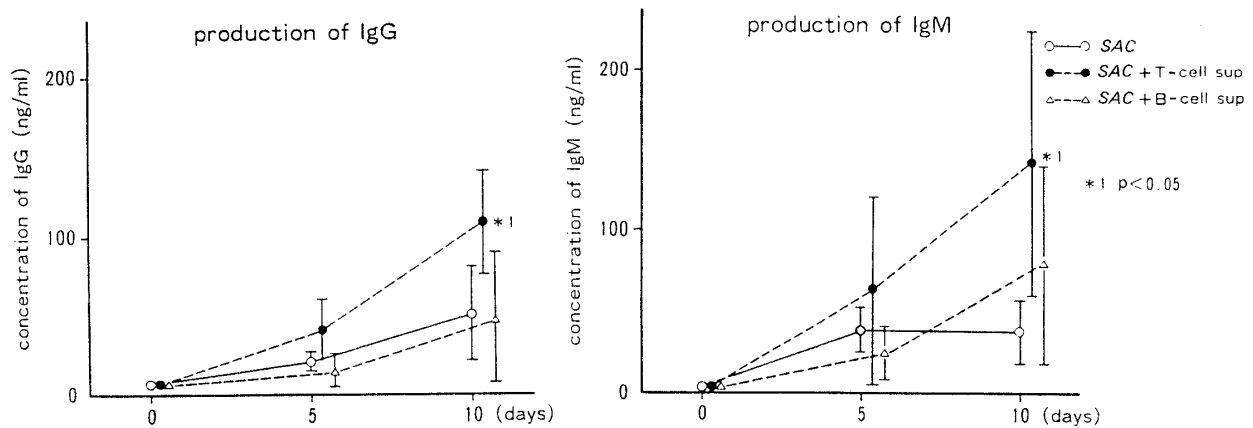 production of IgG
concentration of IgG (ng/ml)
200
100
0
0 5 10 (days)
production of IgM
concentration of IgM (ng/ml)
200
100
0
0 5 10 (days)
SAC
SAC + T-cell sup
SAC + B-cell sup
*1
*1
*1 p<0.05